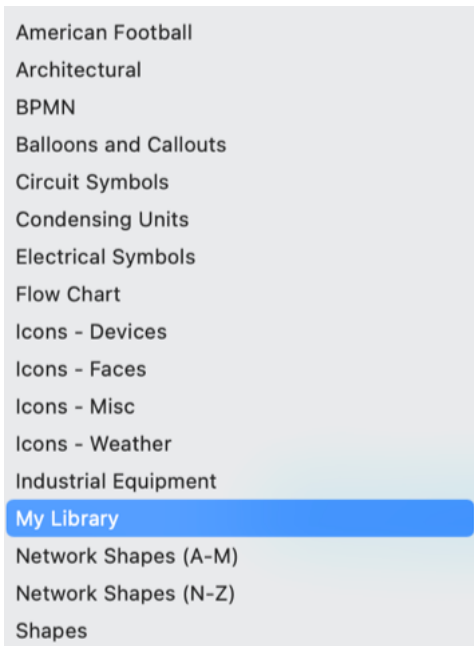 American Football
Architectural
BPMN
Balloons and Callouts
Circuit Symbols
Condensing Units
Electrical Symbols
Flow Chart
Icons - Devices
Icons - Faces
Icons - Misc
Icons - Weather
Industrial Equipment
My Library
Network Shapes (A-M)
Network Shapes (N-Z)
Shapes